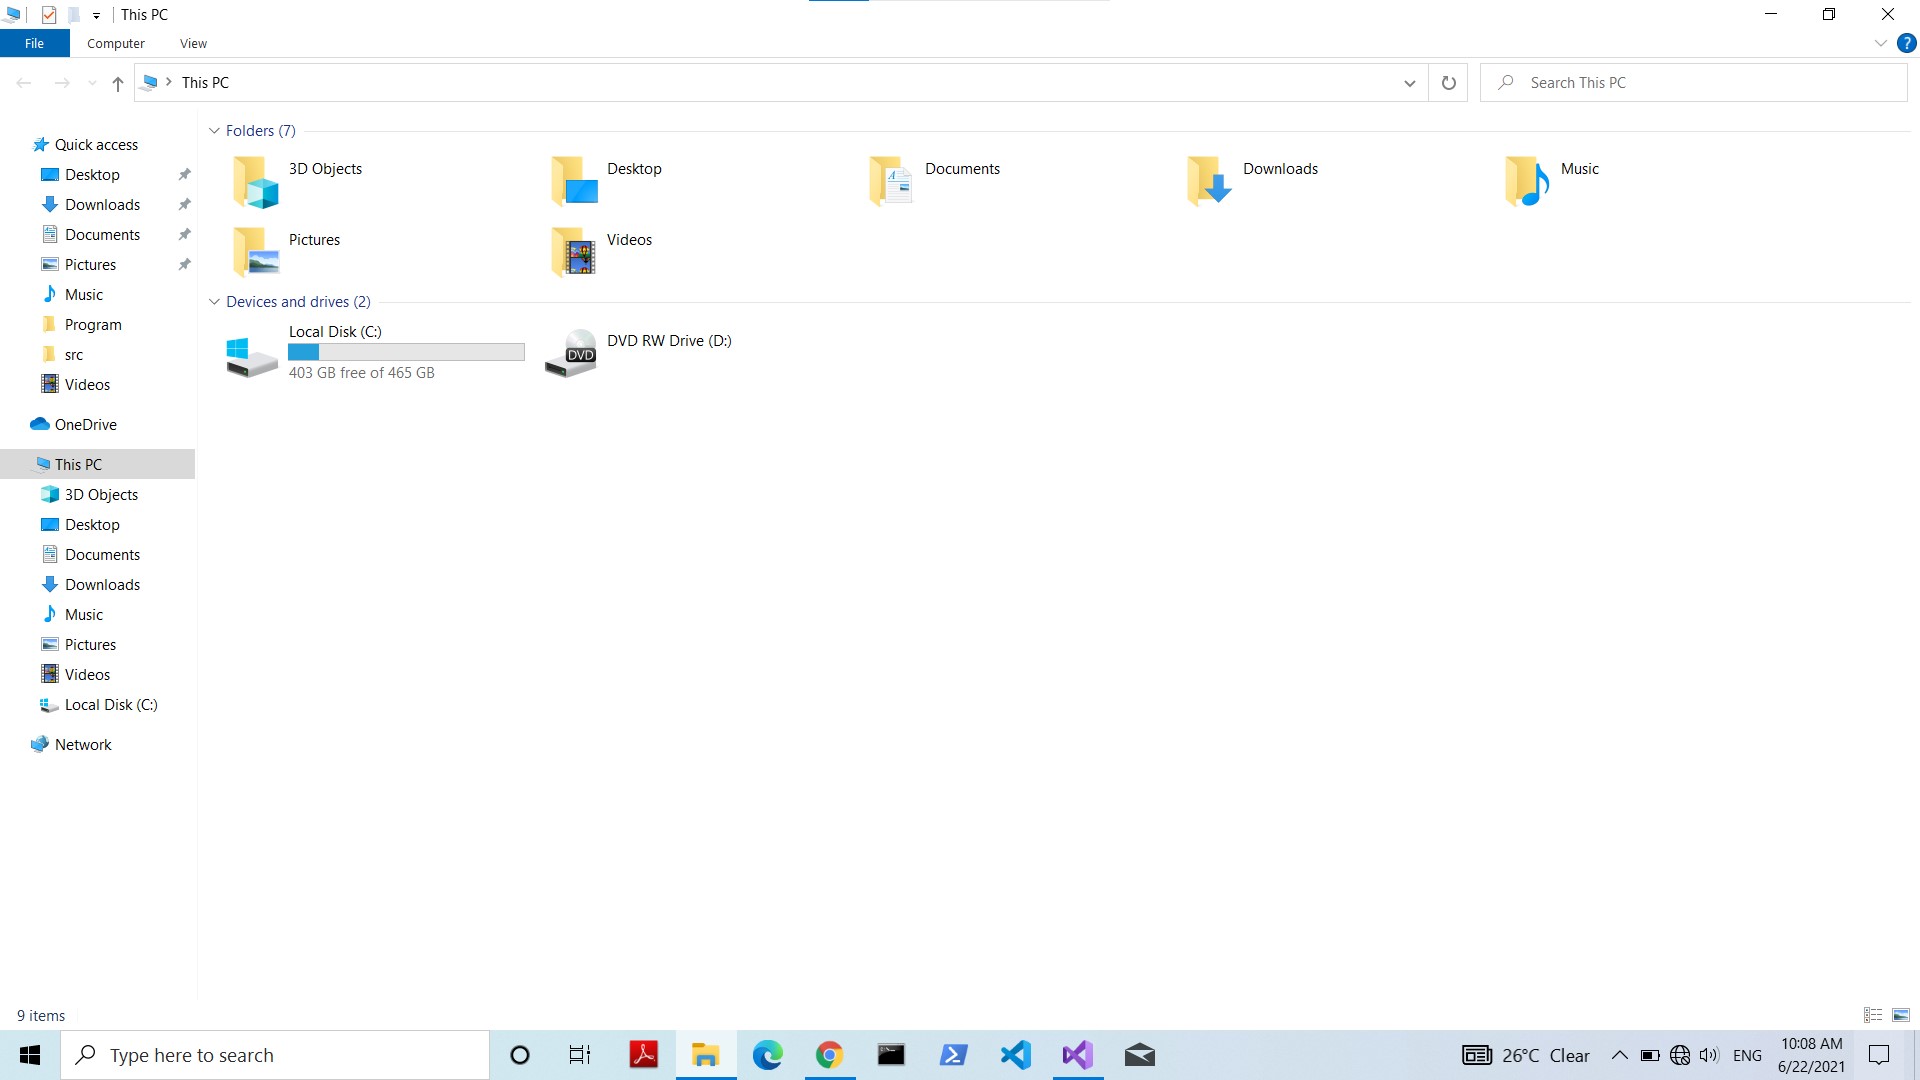 This PC
File Computer View
This PC
Search This PC
Quick access
Desktop
Downloads
Documents
Pictures
Music
Program
src
Videos
OneDrive
This PC
3D Objects
Desktop
Documents
Downloads
Music
Pictures
Videos
Local Disk (C:)
Network
Folders (7)
3D Objects
Desktop
Documents
Downloads
Music
Pictures
Videos
Devices and drives (2)
Local Disk (C:)
403 GB free of 465 GB
DVD
DVD RW Drive (D:)
9 items
Type here to search
26°C Clear
ENG
10:08 AM
6/22/2021